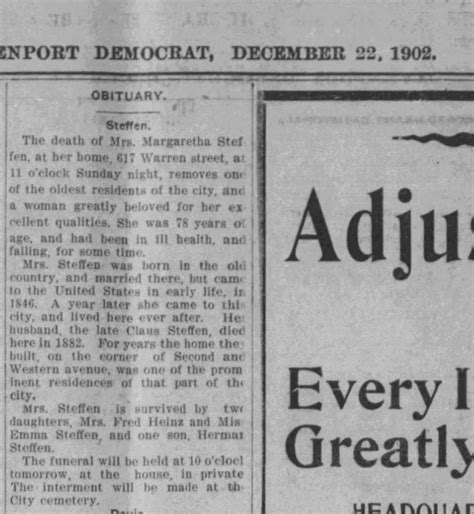 ENPORT DEMOCRAT, DECEMBER 22, 1902.
OBITUARY.
Steffen.
The death of Mrs. Margaretha Stef
fen, at her home, 617 Warren street, at
11 o'clock Sunday night, removes one
of the oldest residents of the city, and
a woman greatly beloved for her ex
cellent qualities. She was 78 years of
age, and had been in ill health, and
failing, for some time.
Mrs. Steffen was born in the old
country, and married there, but came
to the United States in early life, in
1846. A year later she came to this
city, and lived here ever after. Her
husband, the late Claus Steffen, died
here in 1882. For years the home the
built, on the corner of Second and
Western avenue, was one of the prom
inent residences of that part of the
city.
Mrs. Steffen is survived by two
daughters, Mrs. Fred Heinz and Mis
Emma Steffen, and one son, Herman
Steffen.
The funeral will be held at 10 o'cloc
tomorrow, at the house, in private
The interment will be made at th
City cemetery.
Davis
Adjus
Every I
Greatly
HEADQUA